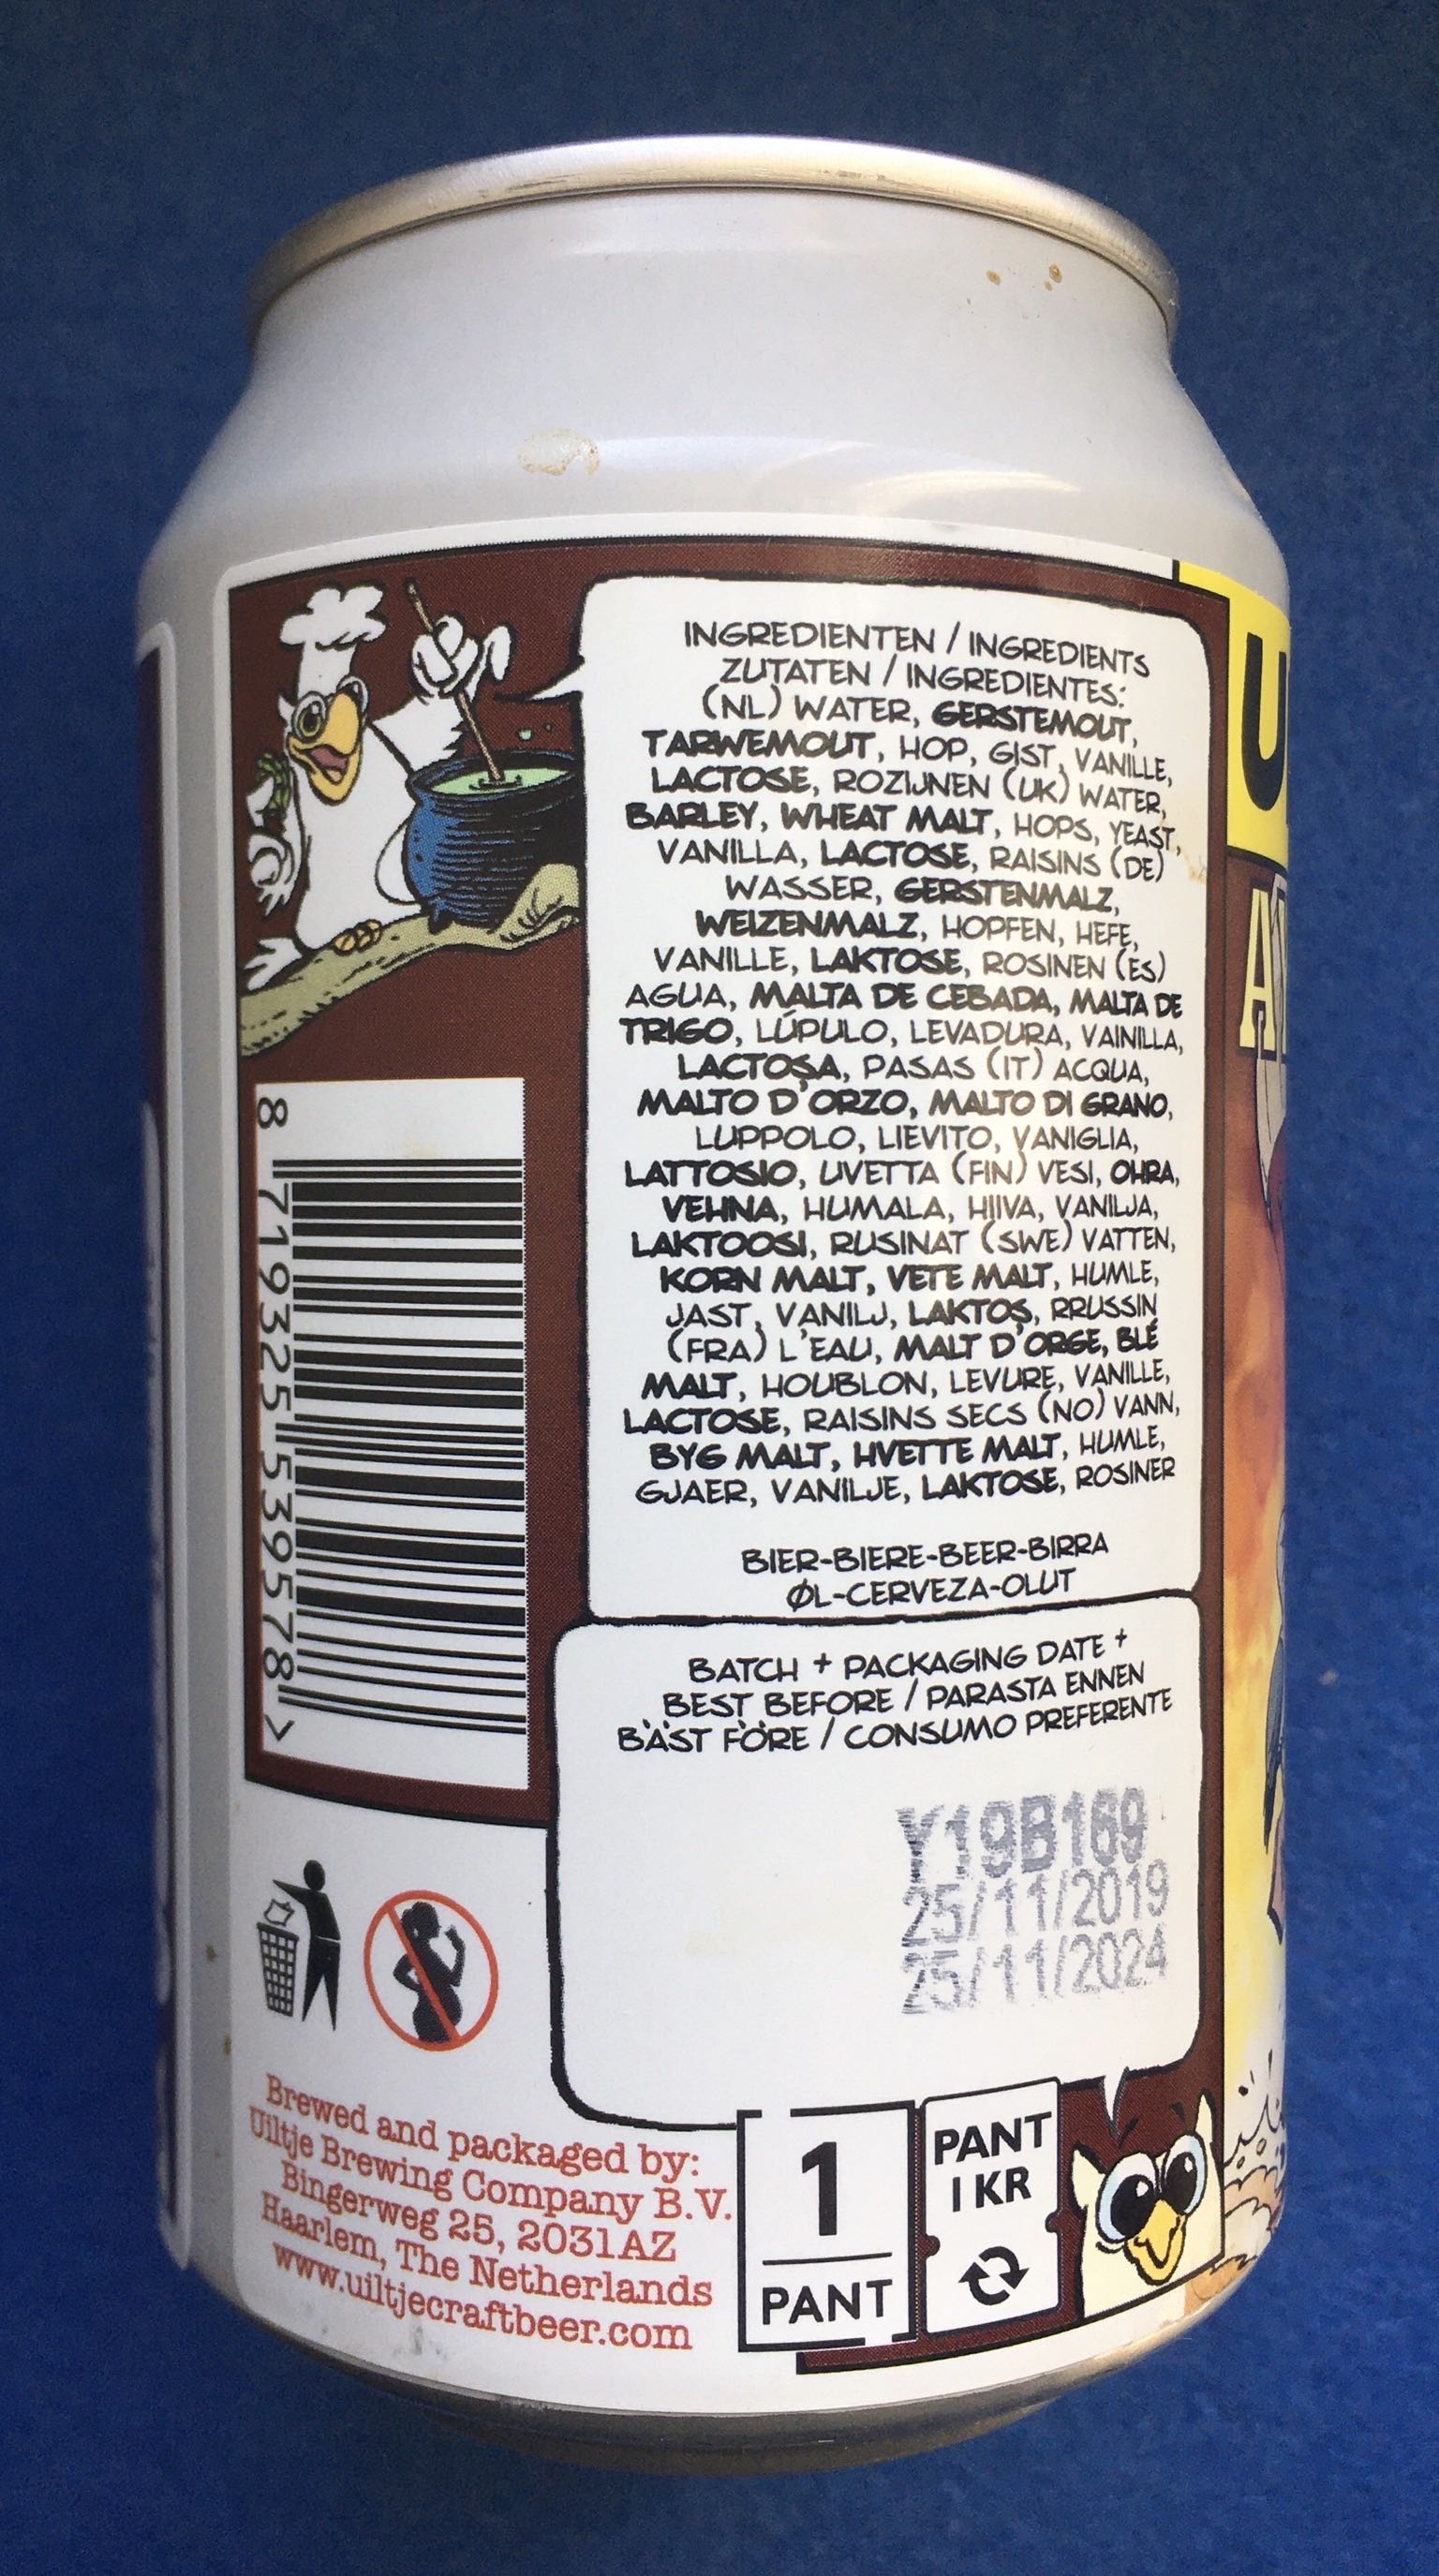 INGREDIENTEN / INGREDIENTS
ZUTATEN / INGREDIENTES:
(NL) WATER, GERSTEMOUT,
TARWEMOUT, HOP, GIST, VANILLE,
LACTOSE, ROZIJNEN (UK) WATER,
BARLEY, WHEAT MALT, HOPS, YEAST,
VANILLA, LACTOSE, RAISINS (DE)
WASSER, GERSTENMALZ,
WEIZENMALZ, HOPFEN, HEFE,
VANILLE, LAKTOSE, ROSINEN (ES)
AGUA, MALTA DE CEBADA, MALTA DE
TRIGO, LÚPULO, LEVADURA, VAINILLA,
LACTOSA, PASAS (IT) ACQUA,
MALTO D'ORZO, MALTO DI GRANO,
LUPPOLO, LIEVITO, VANIGLIA,
LATTOSIO, UVETTA (FIN) VESI, OHRA,
VEHNA, HUMALA, HIIVA, VANILJA,
LAKTOOSI, RUSINAT (SWE) VATTEN,
KORN MALT, VETE MALT, HUMLE,
JAST, VANILJ, LAKTOS, RRUSSIN
(FRA) L'EAU, MALT D'ORGE, BLÉ
MALT, HOUBLON, LEVURE, VANILLE,
LACTOSE, RAISINS SECS (NO) VANN,
BYG MALT, HVETTE MALT, HUMLE,
GJAER, VANILJE, LAKTOSE, ROSINER
BIER-BIERE-BEER-BIRRA
ØL-CERVEZA-OLUT
8 719325 539578 >
BATCH + PACKAGING DATE +
BEST BEFORE / PARASTA ENNEN
BÄST FÖRE / CONSUMO PREFERENTE
Y19B169
25/11/2019
25/11/2024
Brewed and packaged by:
Uiltje Brewing Company B.V.
Bingerweg 25, 2031AZ
Haarlem, The Netherlands
www.uiltjecraftbeer.com
1
PANT
PANT
1 KR
U
A